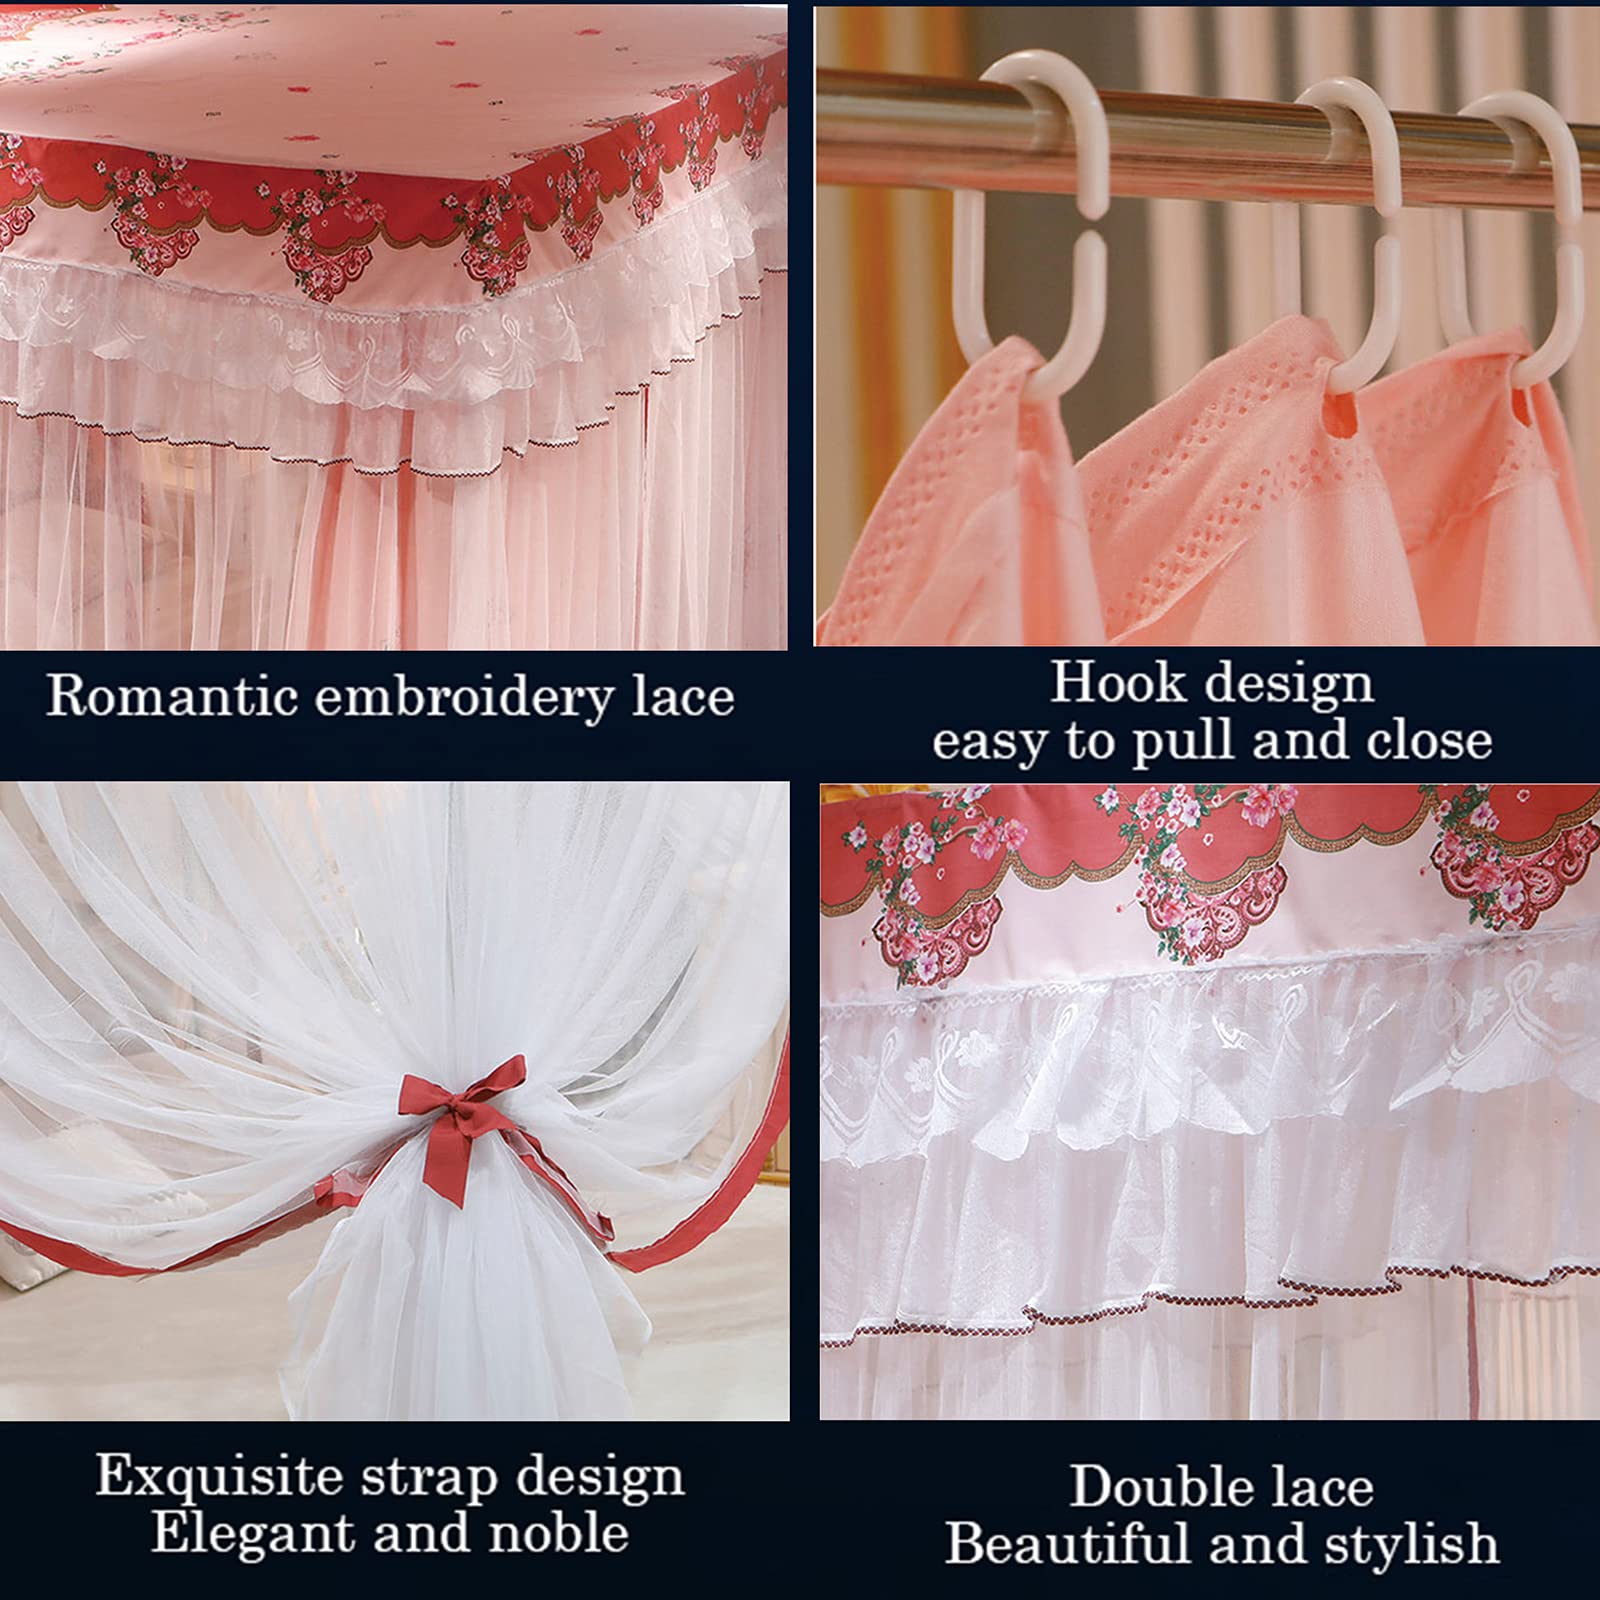 Romantic embroidery lace
Hook design
easy to pull and close
Exquisite strap design
Elegant and noble
Double lace
Beautiful and stylish